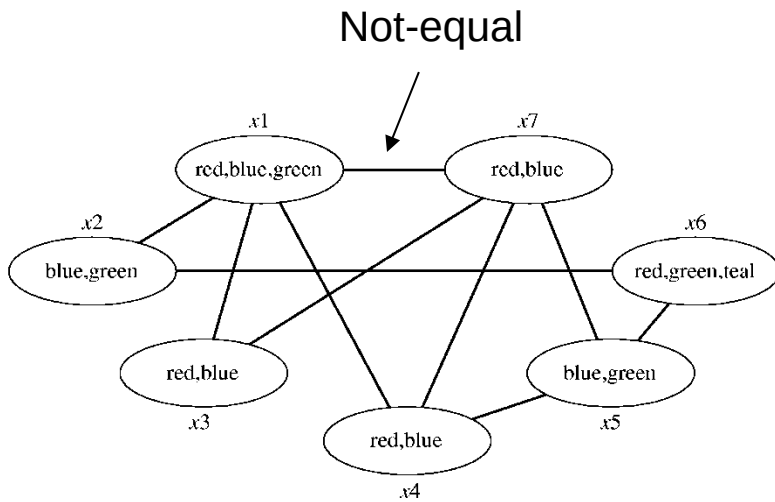 Not-equal
x1
x7
red,blue,green
red,blue
x2
x6
blue,green
red,green,teal
red,blue
blue,green
x3
x5
red,blue
x4